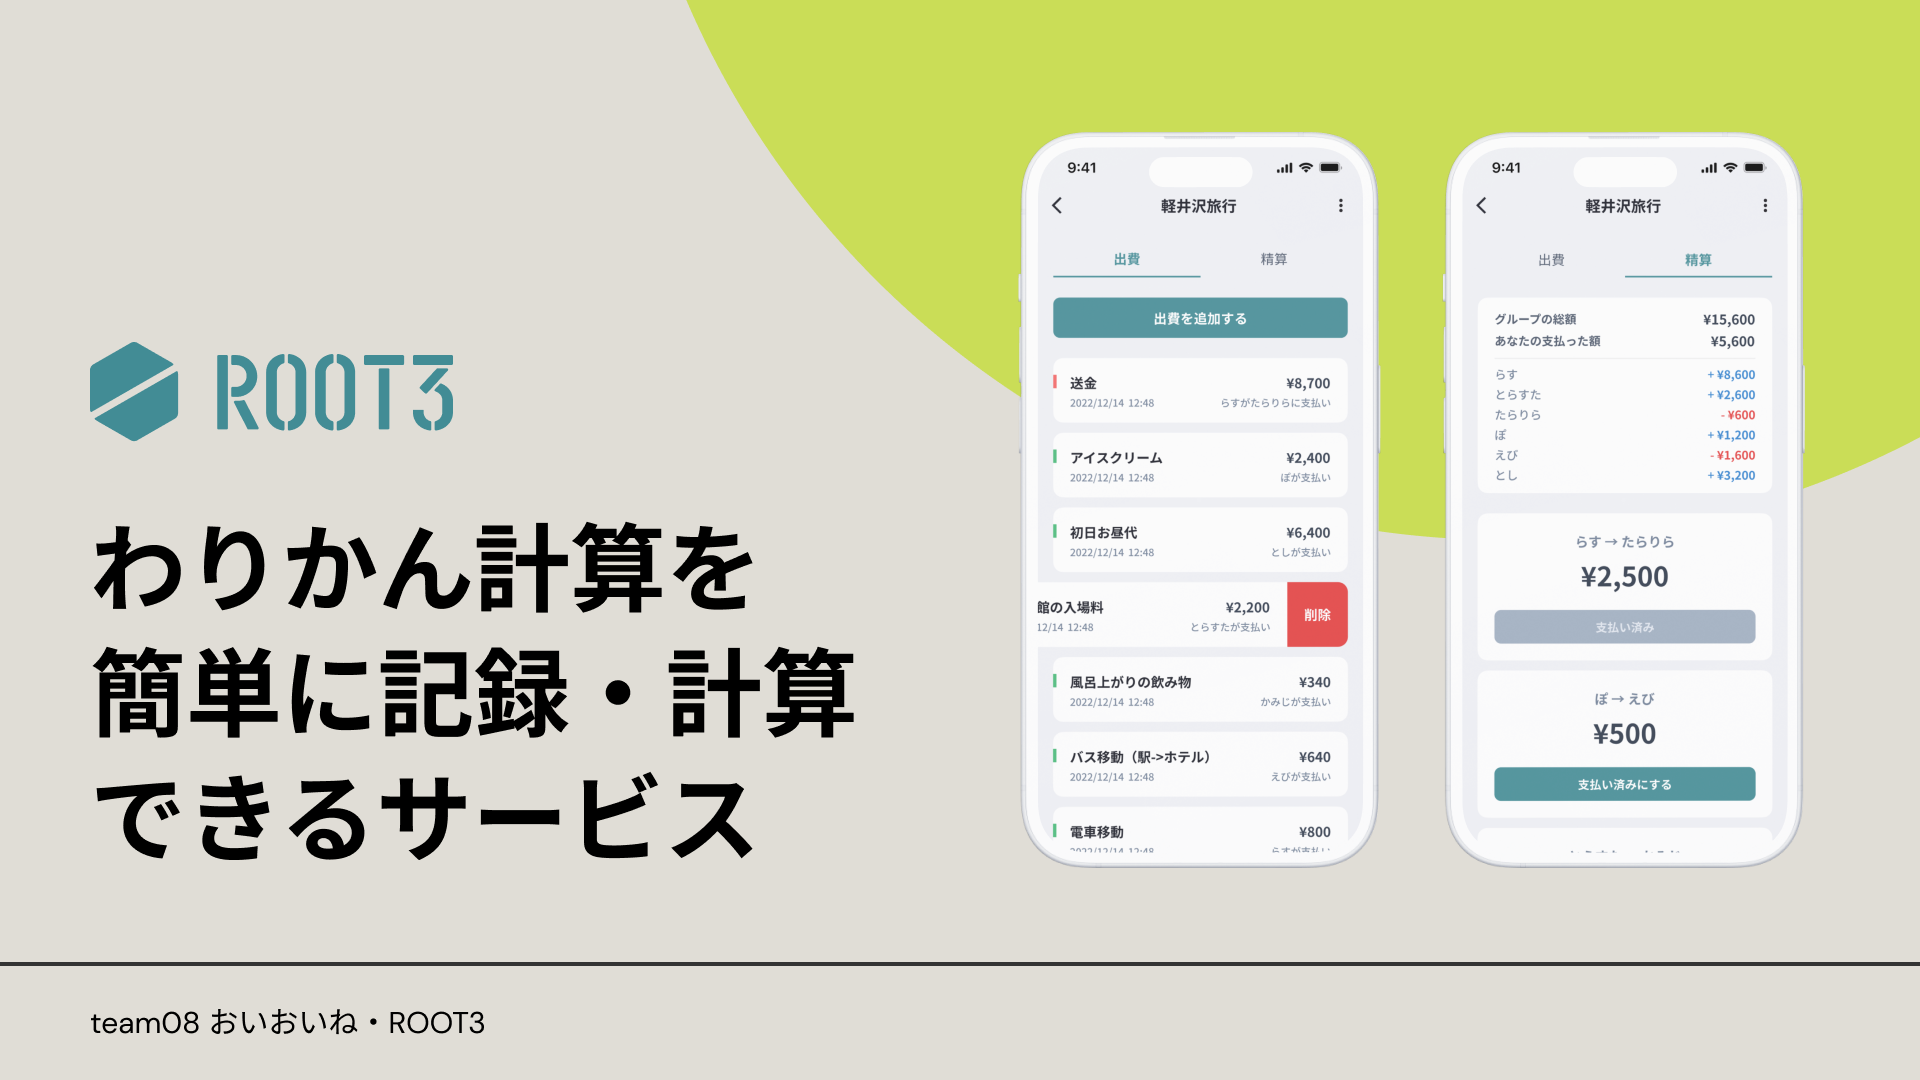 ROOT3
わりかん計算を
簡単に記録・計算
できるサービス
team08 おいおいね・ROOT3
9:41
軽井沢旅行
出費 精算
出費を追加する
送金 ¥8,700
2022/12/14 12:48 らすがたらりらに支払い
アイスクリーム ¥2,400
2022/12/14 12:48 ぽが支払い
初日お昼代 ¥6,400
2022/12/14 12:48 としが支払い
館の入場料 ¥2,200 削除
12/14 12:48 とらすたが支払い
風呂上がりの飲み物 ¥340
2022/12/14 12:48 かみじが支払い
バス移動（駅->ホテル） ¥640
2022/12/14 12:48 えびが支払い
電車移動 ¥800
2022/12/14 12:48 らすが支払い
9:41
軽井沢旅行
出費 精算
グループの総額 ¥15,600
あなたの支払った額 ¥5,600
らす + ¥8,600
とらすた + ¥2,600
たらりら - ¥600
ぽ + ¥1,200
えび - ¥1,600
とし + ¥3,200
らす → たらりら
¥2,500
支払い済み
ぽ → えび
¥500
支払い済みにする